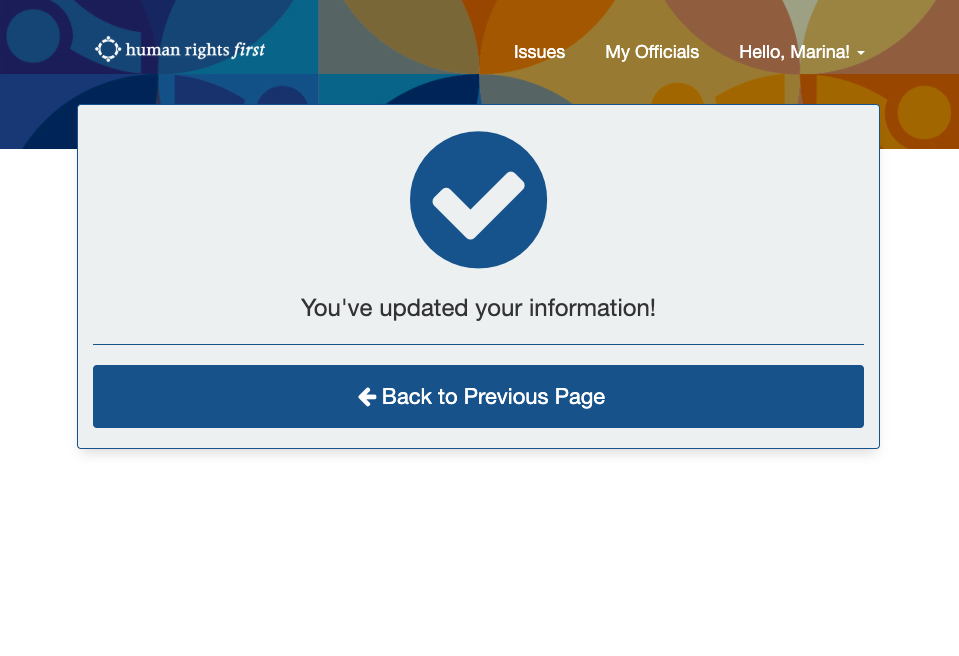 human rights first
Issues
My Officials
Hello, Marina!
You've updated your information!
Back to Previous Page